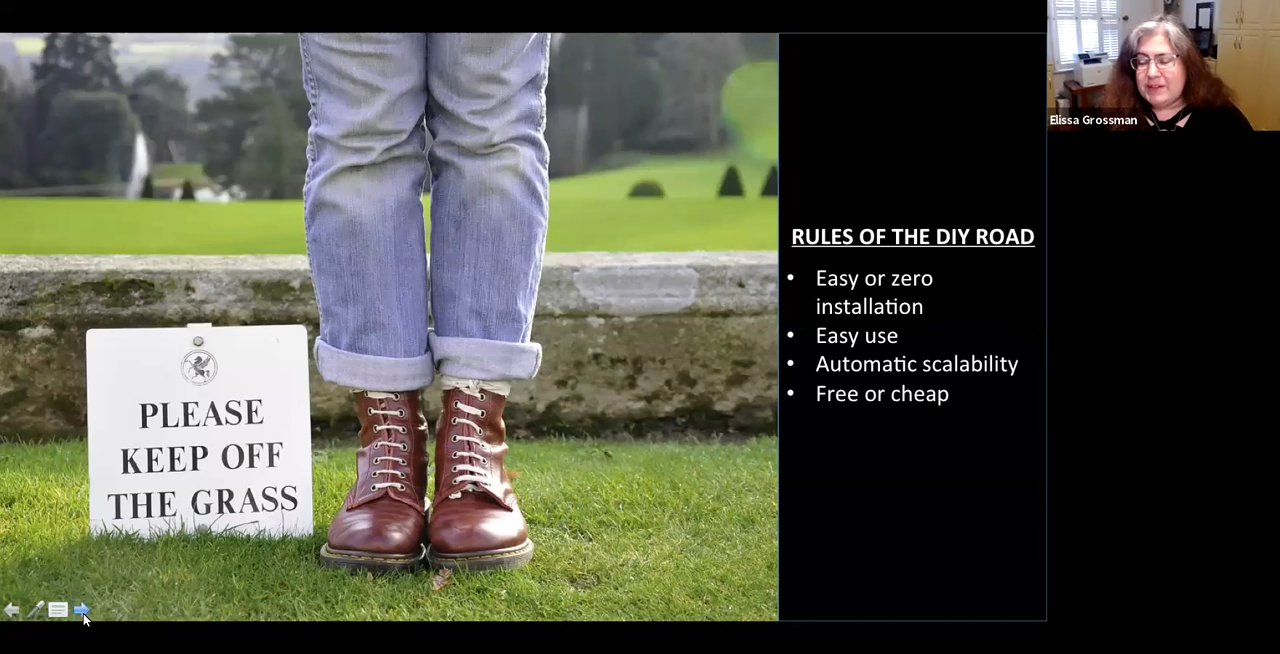 PLEASE
KEEP OFF
THE GRASS
RULES OF THE DIY ROAD
• Easy or zero
installation
• Easy use
• Automatic scalability
• Free or cheap
Elissa Grossman